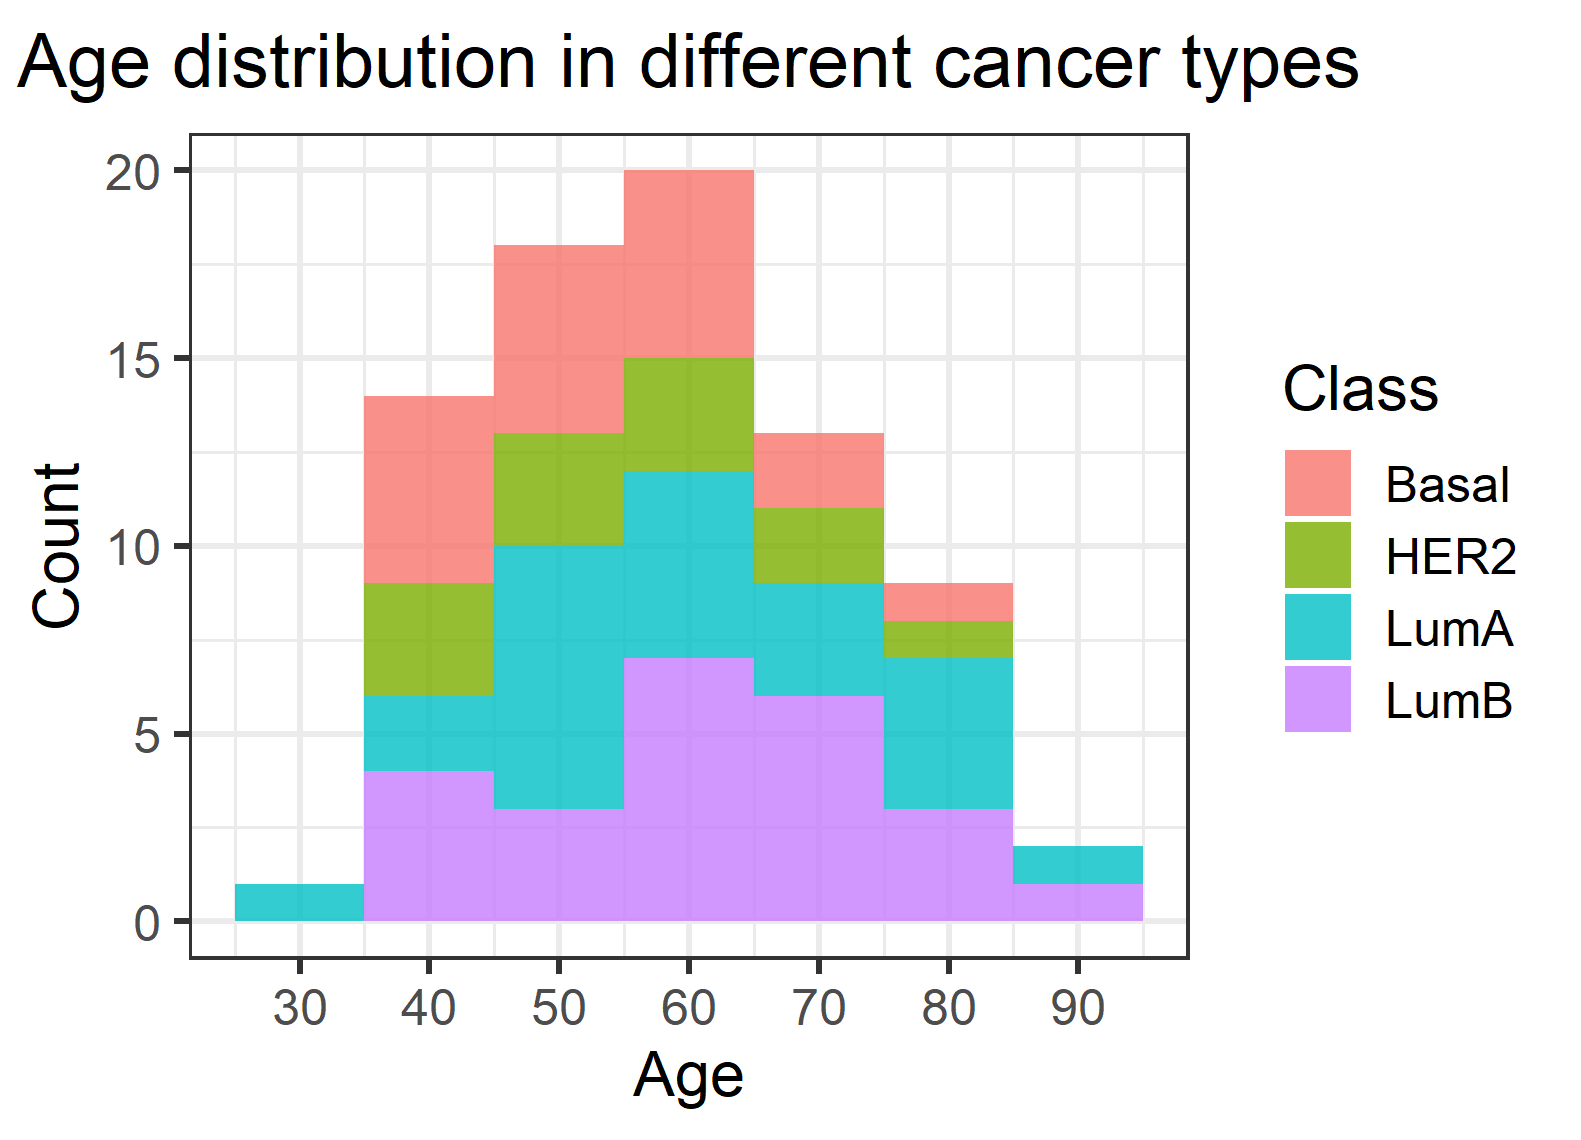 Age distribution in different cancer types
20
15
10
5
0
Count
30 40 50 60 70 80 90
Age
Class
Basal
HER2
LumA
LumB